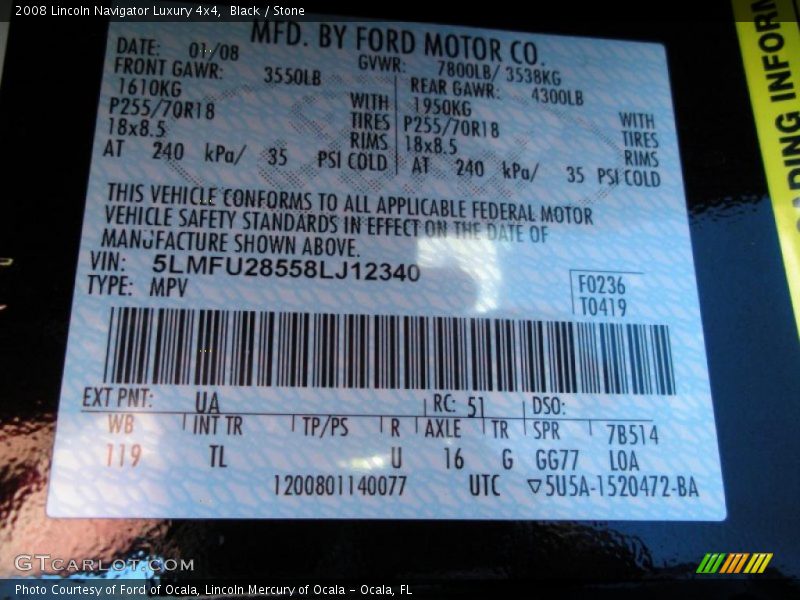 2008 Lincoln Navigator Luxury 4x4, Black / Stone
MFD. BY FORD MOTOR CO.
DATE: 01/08 GVWR: 7800LB/ 3538KG
FRONT GAWR: 3550LB REAR GAWR: 4300LB
1610KG WITH 1950KG WITH
P255/70R18 TIRES P255/70R18 TIRES
18x8.5 RIMS 18x8.5 RIMS
AT 240 kPa/ 35 PSI COLD AT 240 kPa/ 35 PSI COLD
THIS VEHICLE CONFORMS TO ALL APPLICABLE FEDERAL MOTOR
VEHICLE SAFETY STANDARDS IN EFFECT ON THE DATE OF
MANUFACTURE SHOWN ABOVE.
VIN: 5LMFU28558LJ12340
TYPE: MPV
F0236
T0419
EXT PNT: UA RC: 51 DSO:
WB INT TR TP/PS R AXLE TR SPR 7B514
119 TL U 16 G GG77 LOA
1200801140077 UTC ▽5U5A-1520472-BA
GTCARLOT.COM
Photo Courtesy of Ford of Ocala, Lincoln Mercury of Ocala - Ocala, FL